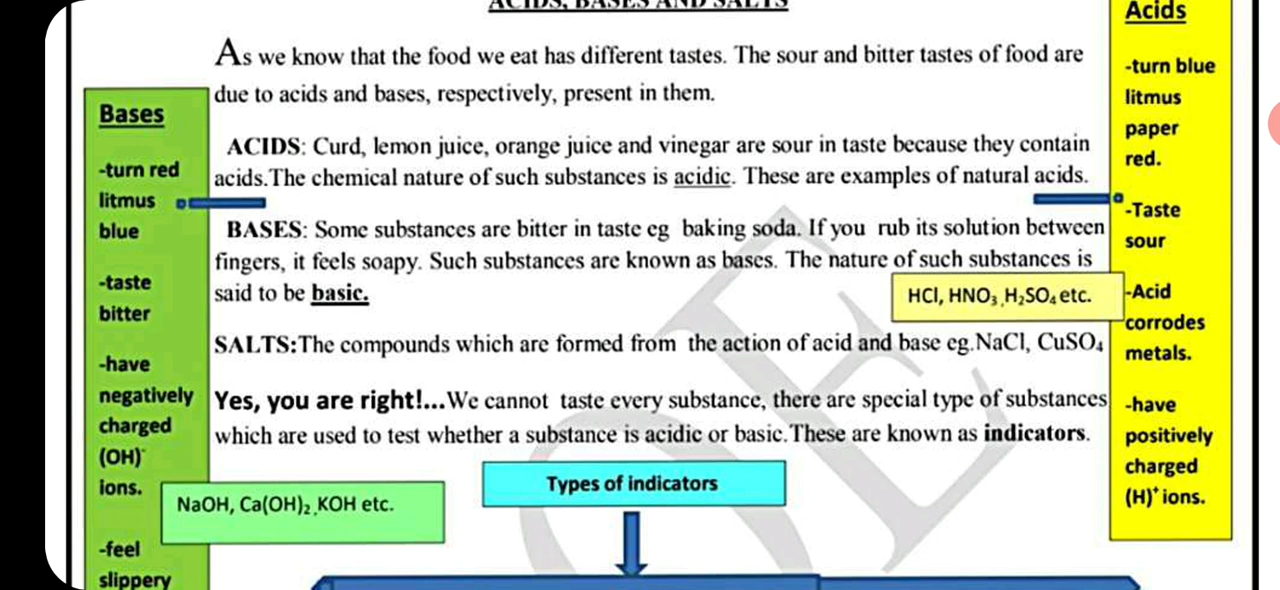 ACIDS, BASES AND SALTS
As we know that the food we eat has different tastes. The sour and bitter tastes of food are
due to acids and bases, respectively, present in them.
ACIDS: Curd, lemon juice, orange juice and vinegar are sour in taste because they contain
acids.The chemical nature of such substances is acidic. These are examples of natural acids.
BASES: Some substances are bitter in taste eg baking soda. If you rub its solution between
fingers, it feels soapy. Such substances are known as bases. The nature of such substances is
said to be basic.
HCl, HNO₃,H₂SO₄ etc.
SALTS:The compounds which are formed from the action of acid and base eg.NaCl, CuSO₄
Yes, you are right!...We cannot taste every substance, there are special type of substances
which are used to test whether a substance is acidic or basic.These are known as indicators.
Types of indicators
NaOH, Ca(OH)₂,KOH etc.
Bases
-turn red
litmus
blue
-taste
bitter
-have
negatively
charged
(OH)⁻
ions.
-feel
slippery
Acids
-turn blue
litmus
paper
red.
-Taste
sour
-Acid
corrodes
metals.
-have
positively
charged
(H)⁺ ions.